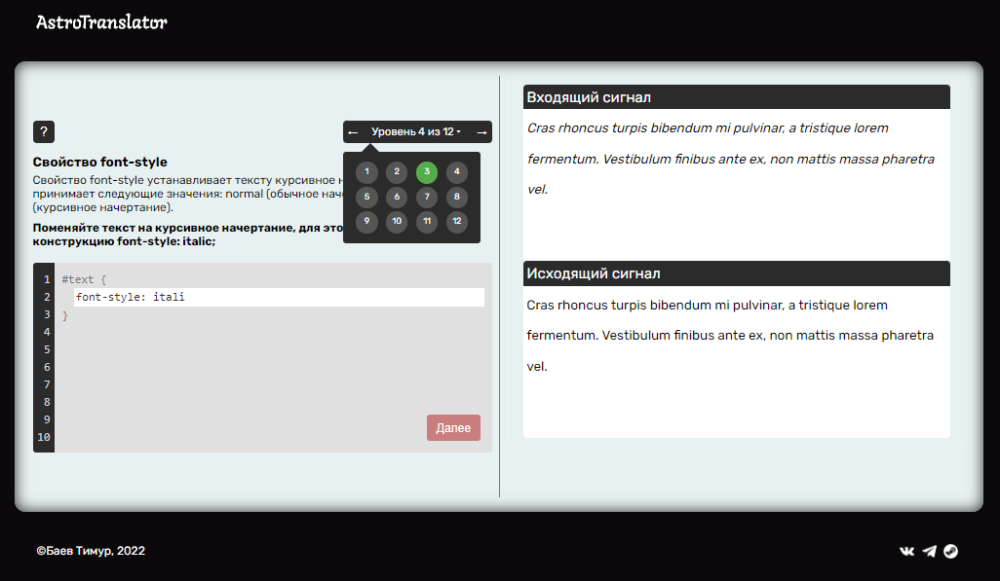 AstroTranslator
?
← Уровень 4 из 12 →
1 2 3 4
5 6 7 8
9 10 11 12
Свойство font-style
Свойство font-style устанавливает тексту курсивное
принимает следующие значения: normal (обычное
(курсивное начертание).
Поменяйте текст на курсивное начертание, для
конструкцию font-style: italic;
1 #text {
2 font-style: itali
3 }
4
5
6
7
8
9
10
Далее
Входящий сигнал
Cras rhoncus turpis bibendum mi pulvinar, a tristique lorem
fermentum. Vestibulum finibus ante ex, non mattis massa pharetra
vel.
Исходящий сигнал
Cras rhoncus turpis bibendum mi pulvinar, a tristique lorem
fermentum. Vestibulum finibus ante ex, non mattis massa pharetra
vel.
©Баев Тимур, 2022